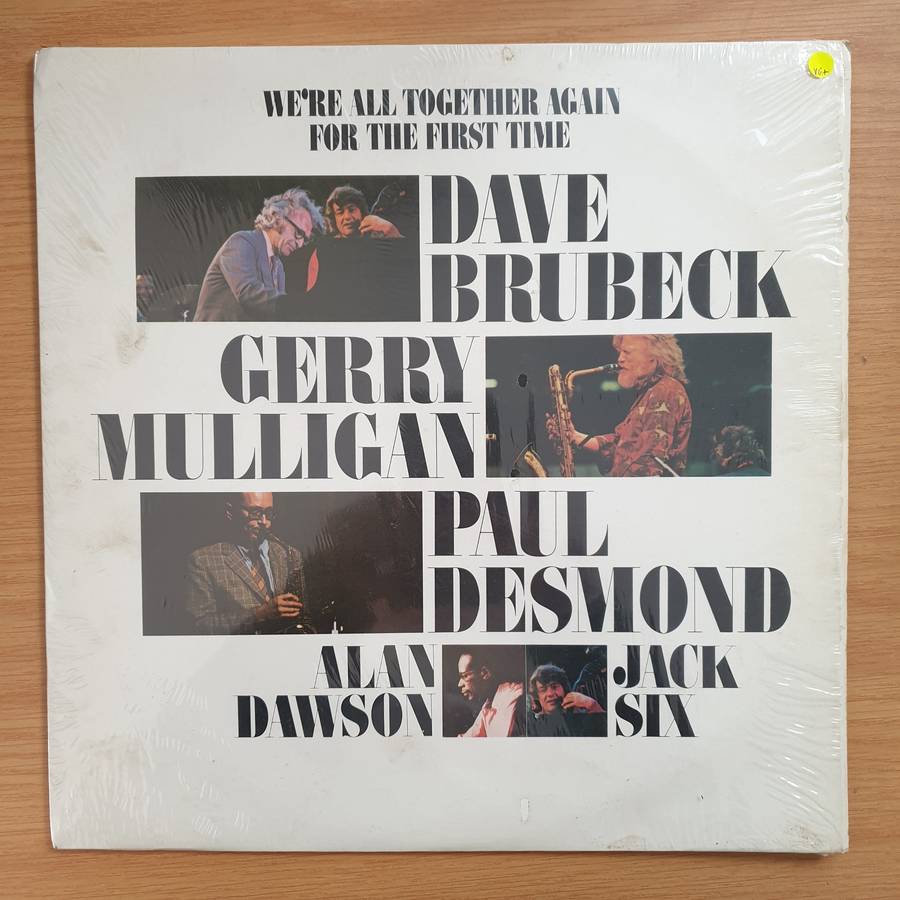 WE'RE ALL TOGETHER AGAIN
FOR THE FIRST TIME
DAVE
BRUBECK
GERRY
MULLIGAN
PAUL
DESMOND
ALAN
DAWSON
JACK
SIX
VG+